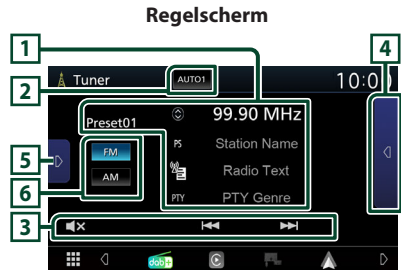 Regelscherm
1
4
2
Tuner
AUTO1
10:00
Preset01
99.90 MHz
PS
Station Name
5
FM
Radio Text
6
AM
PTY
PTY Genre
3
dab+